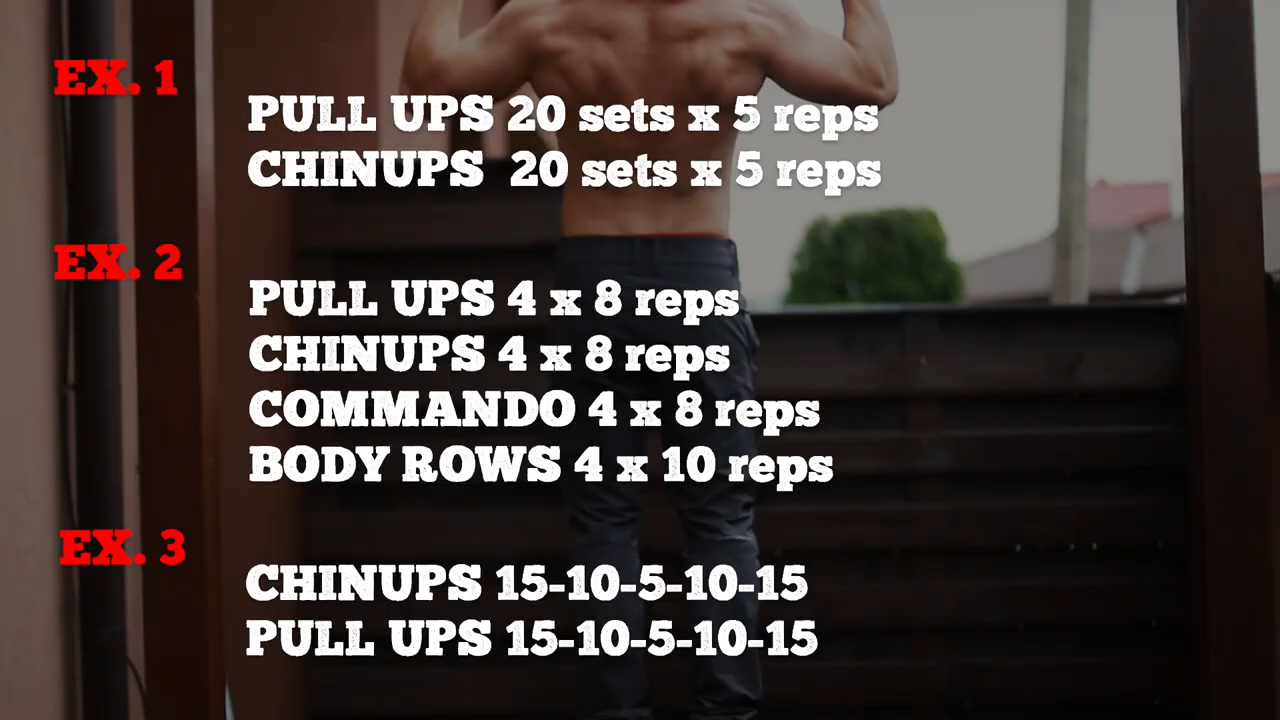 EX. 1
PULL UPS 20 sets x 5 reps
CHINUPS 20 sets x 5 reps
EX. 2
PULL UPS 4 x 8 reps
CHINUPS 4 x 8 reps
COMMANDO 4 x 8 reps
BODY ROWS 4 x 10 reps
EX. 3
CHINUPS 15-10-5-10-15
PULL UPS 15-10-5-10-15